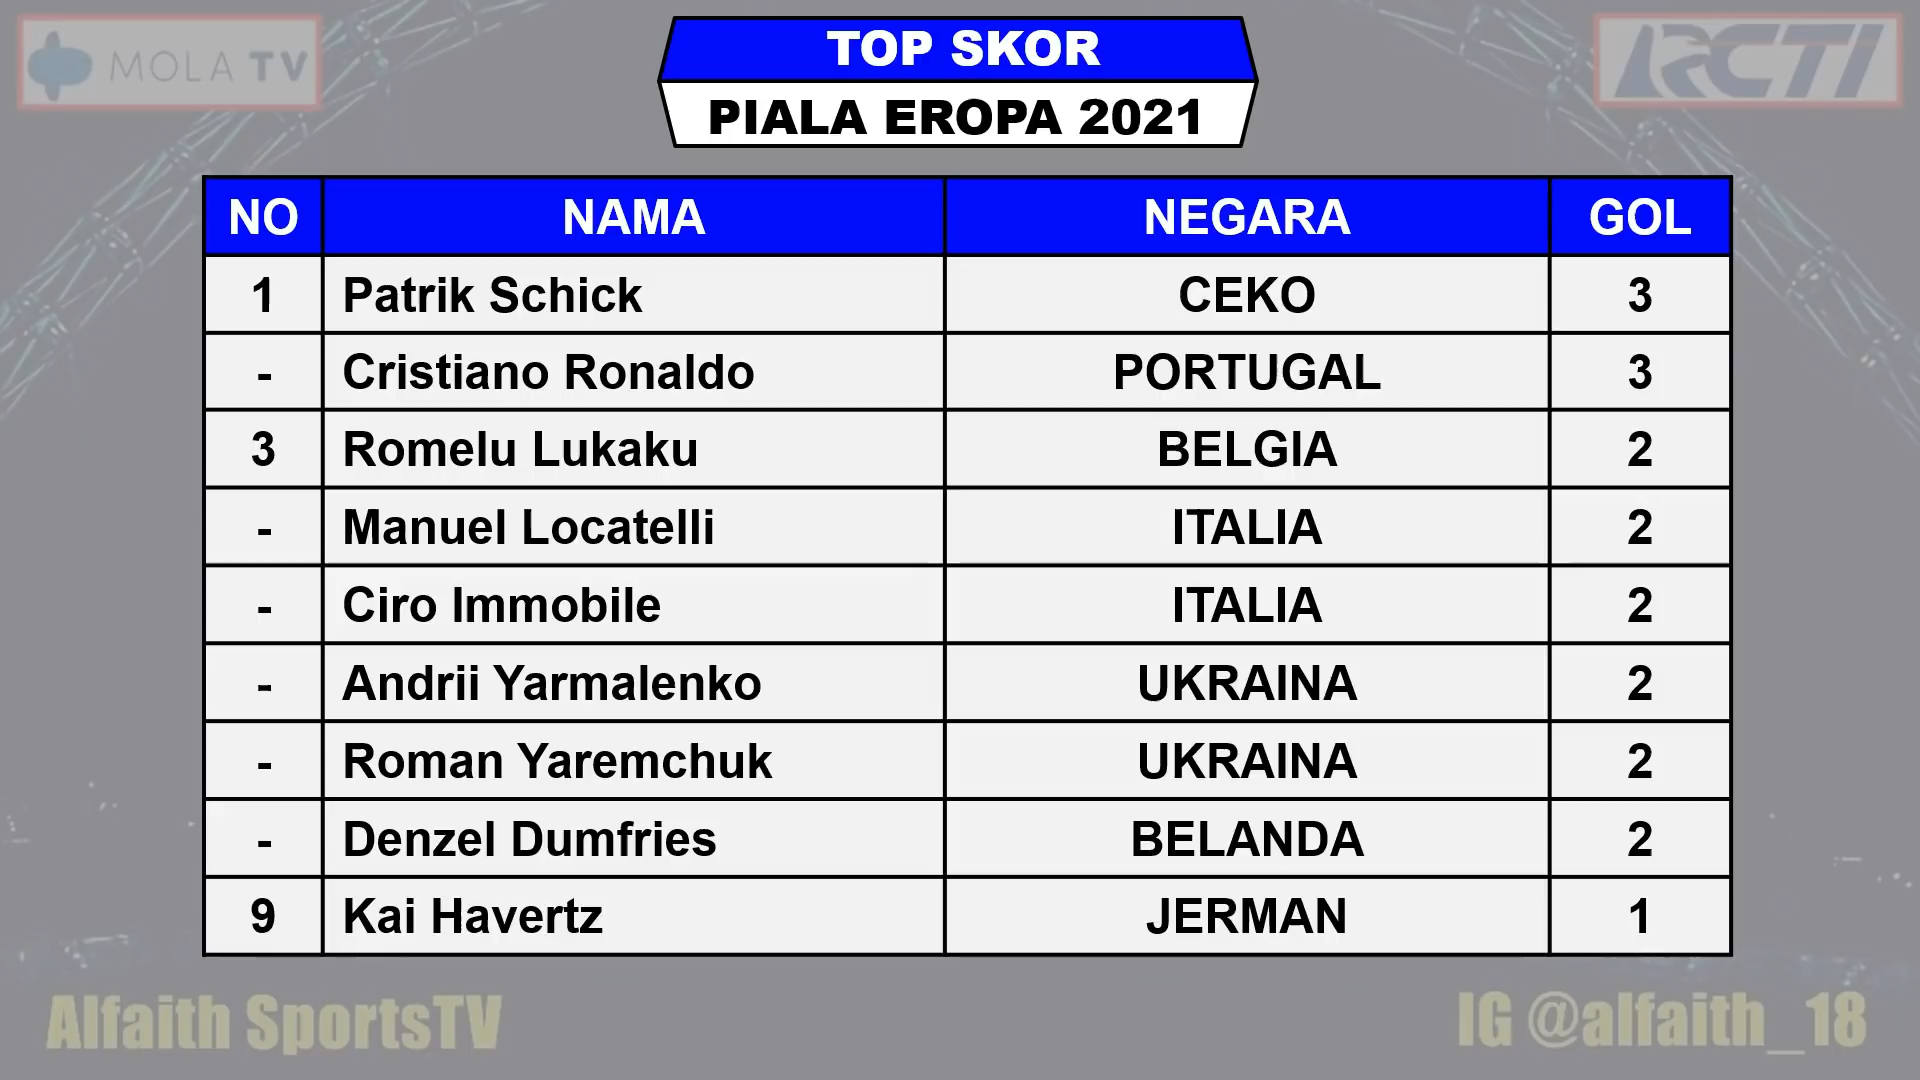 MOLA TV
RCTI
TOP SKOR
PIALA EROPA 2021
NO NAMA NEGARA GOL
1 Patrik Schick CEKO 3
- Cristiano Ronaldo PORTUGAL 3
3 Romelu Lukaku BELGIA 2
- Manuel Locatelli ITALIA 2
- Ciro Immobile ITALIA 2
- Andrii Yarmalenko UKRAINA 2
- Roman Yaremchuk UKRAINA 2
- Denzel Dumfries BELANDA 2
9 Kai Havertz JERMAN 1
Alfaith SportsTV
IG @alfaith_18